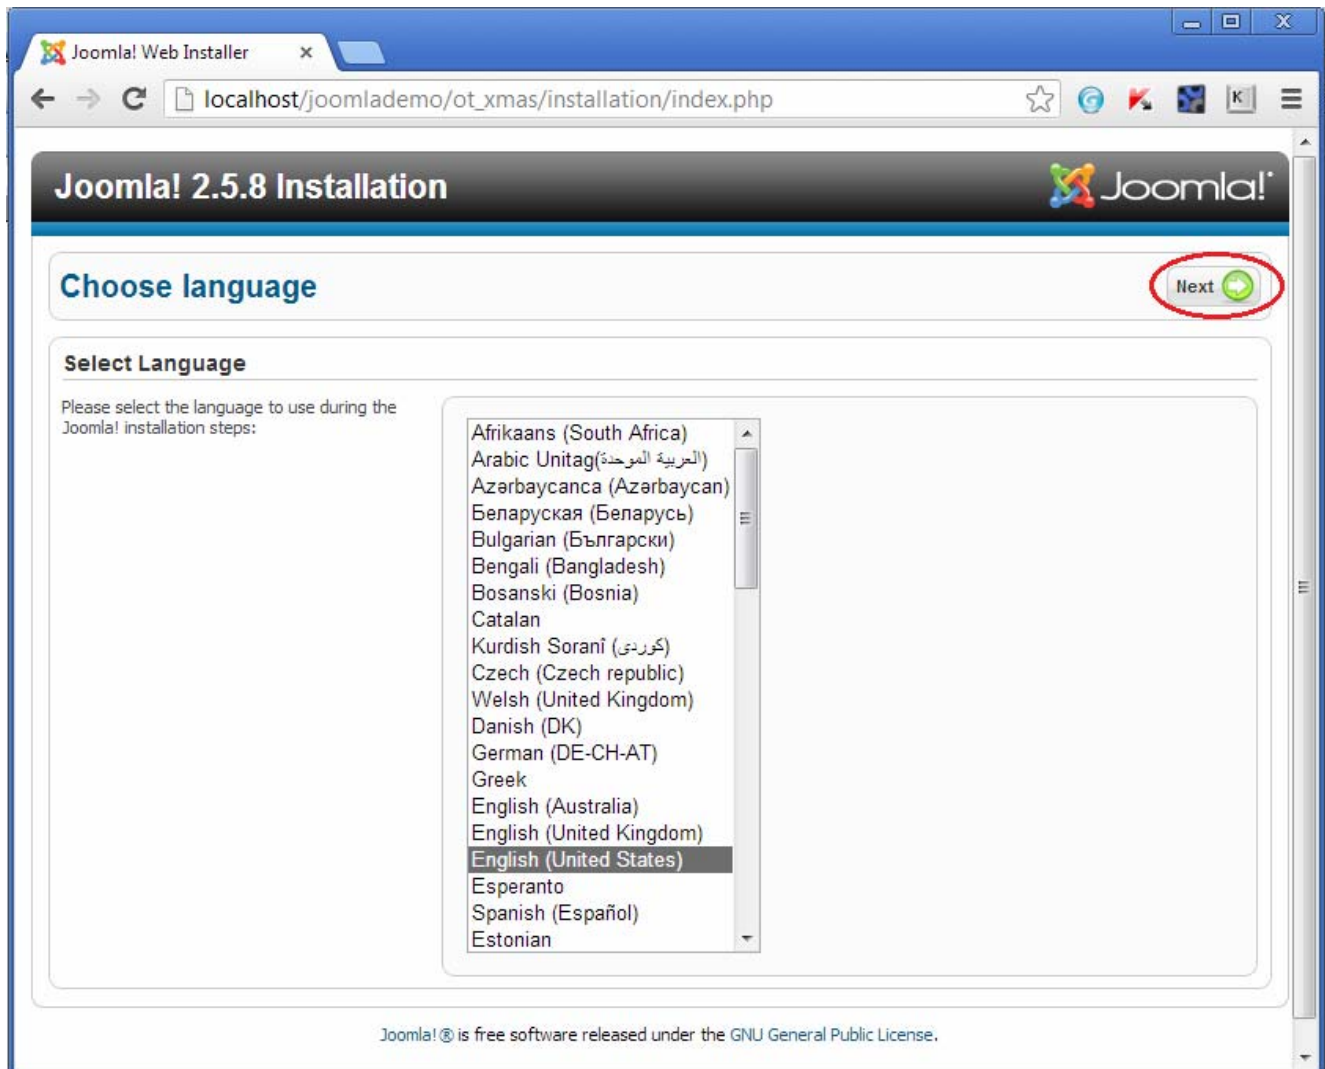 Joomla! Web Installer
localhost/joomlademo/ot_xmas/installation/index.php
Joomla! 2.5.8 Installation
Joomla!
Choose language
Next
Select Language
Please select the language to use during the
Joomla! installation steps:
Afrikaans (South Africa)
Arabic Unitag(العربية الموحدة)
Azərbaycanca (Azərbaycan)
Беларуская (Беларусь)
Bulgarian (Български)
Bengali (Bangladesh)
Bosanski (Bosnia)
Catalan
Kurdish Soranî (كوردى)
Czech (Czech republic)
Welsh (United Kingdom)
Danish (DK)
German (DE-CH-AT)
Greek
English (Australia)
English (United Kingdom)
English (United States)
Esperanto
Spanish (Español)
Estonian
Joomla!® is free software released under the GNU General Public License.